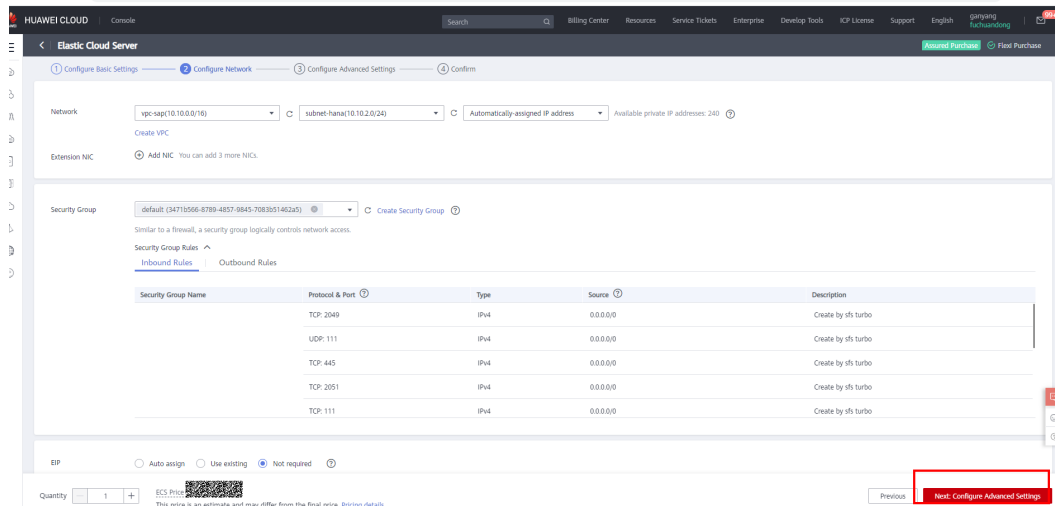 HUAWEI CLOUD | Console Search Billing Center Resources Service Tickets Enterprise Develop Tools ICP License Support English ganyang fuchuandong 99+
< Elastic Cloud Server Assured Purchase Flexi Purchase
1 Configure Basic Settings 2 Configure Network 3 Configure Advanced Settings 4 Confirm
Network vpc-sap(10.10.0.0/16) subnet-hana(10.10.2.0/24) Automatically-assigned IP address Available private IP addresses: 240 ?
Create VPC
Extension NIC Add NIC You can add 3 more NICs.
Security Group default (3471b566-8789-4857-9845-7083b51462a5) Create Security Group ?
Similar to a firewall, a security group logically controls network access.
Security Group Rules
Inbound Rules | Outbound Rules
Security Group Name Protocol & Port ? Type Source ? Description
TCP: 2049 IPv4 0.0.0.0/0 Create by sfs turbo
UDP: 111 IPv4 0.0.0.0/0 Create by sfs turbo
TCP: 445 IPv4 0.0.0.0/0 Create by sfs turbo
TCP: 2051 IPv4 0.0.0.0/0 Create by sfs turbo
TCP: 111 IPv4 0.0.0.0/0 Create by sfs turbo
EIP Auto assign Use existing Not required ?
Quantity - 1 + ECS Price Previous Next: Configure Advanced Settings
This price is an estimate and may differ from the final price. Pricing details